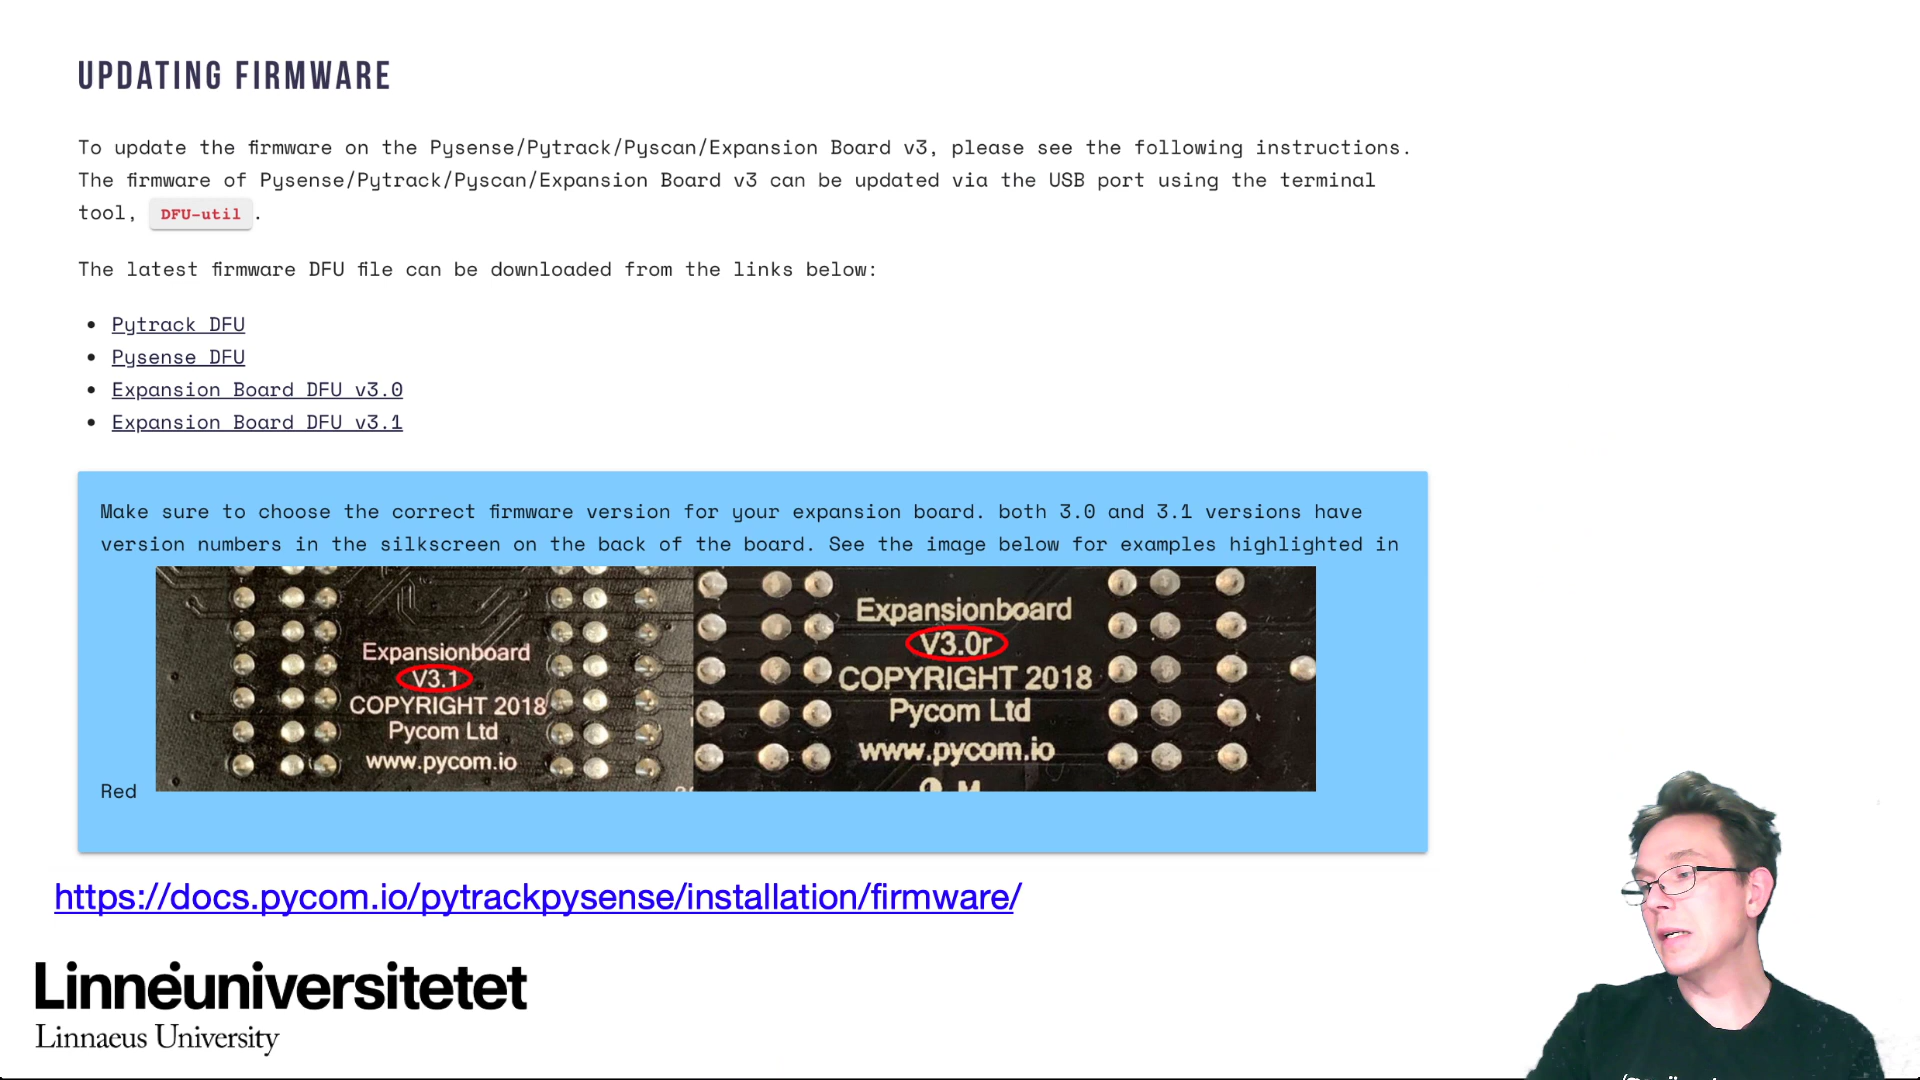 UPDATING FIRMWARE
To update the firmware on the Pysense/Pytrack/Pyscan/Expansion Board v3, please see the following instructions.
The firmware of Pysense/Pytrack/Pyscan/Expansion Board v3 can be updated via the USB port using the terminal
tool, DFU-util.
The latest firmware DFU file can be downloaded from the links below:
• Pytrack DFU
• Pysense DFU
• Expansion Board DFU v3.0
• Expansion Board DFU v3.1
Make sure to choose the correct firmware version for your expansion board. both 3.0 and 3.1 versions have
version numbers in the silkscreen on the back of the board. See the image below for examples highlighted in
Expansionboard
V3.1
COPYRIGHT 2018
Pycom Ltd
www.pycom.io
Expansionboard
V3.0r
COPYRIGHT 2018
Pycom Ltd
www.pycom.io
Red
https://docs.pycom.io/pytrackpysense/installation/firmware/
Linnéuniversitetet
Linnaeus University